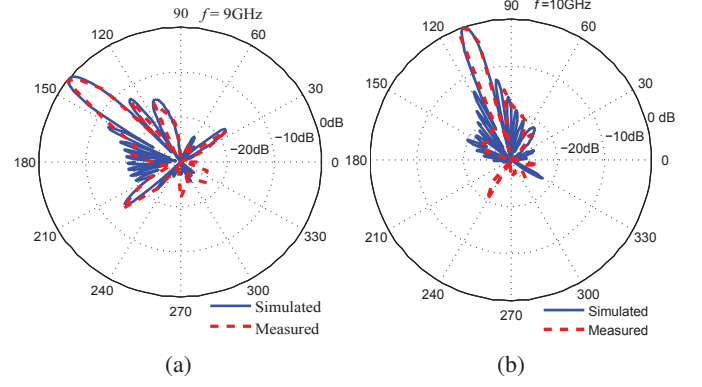 90 f = 9GHz
120
60
150
30
0dB
−10dB
−20dB
180
0
210
330
240
300
270
Simulated
Measured
(a)
90 f=10GHz
120
60
150
30
0 dB
−10dB
−20dB
180
0
210
330
240
300
270
Simulated
Measured
(b)